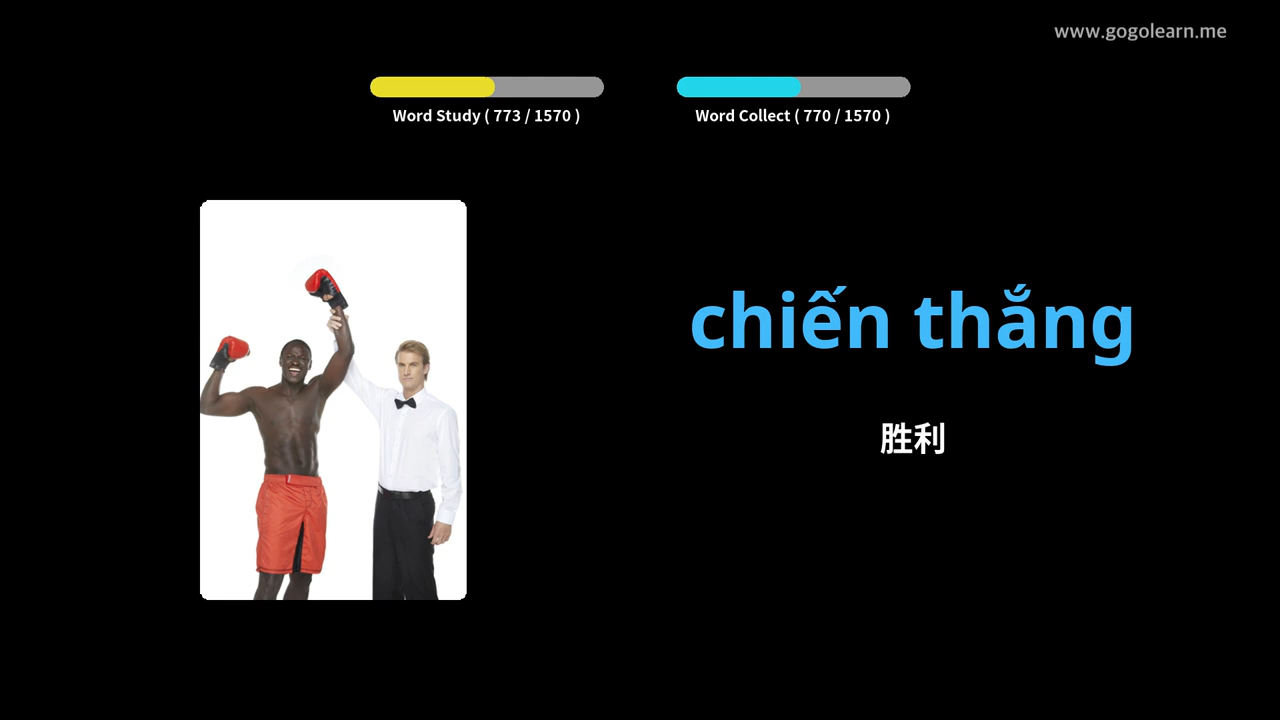 www.gogolearn.me
Word Study ( 773 / 1570 )
Word Collect ( 770 / 1570 )
chiến thắng
胜利